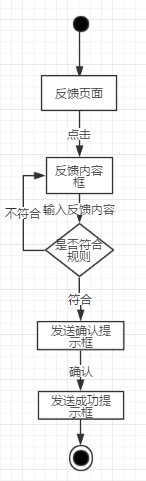 反馈页面
点击
反馈内容
框
输入反馈内容
不符合
是否符合
规则
符合
发送确认提
示框
确认
发送成功提
示框